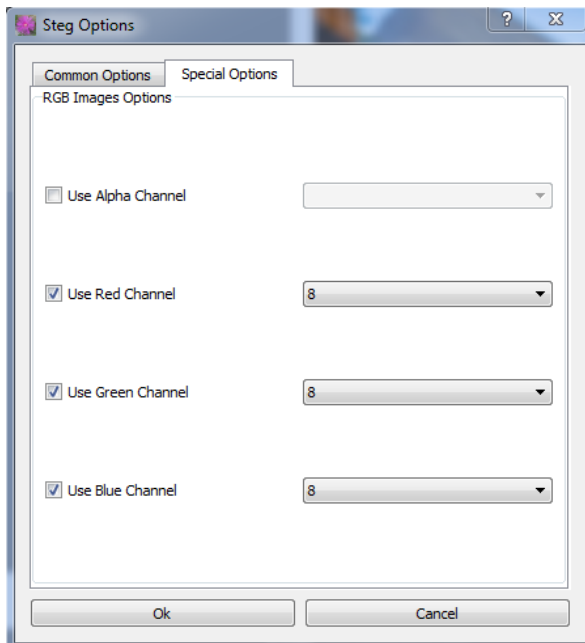 Steg Options
?
Common Options Special Options
RGB Images Options
Use Alpha Channel
Use Red Channel 8
Use Green Channel 8
Use Blue Channel 8
Ok Cancel